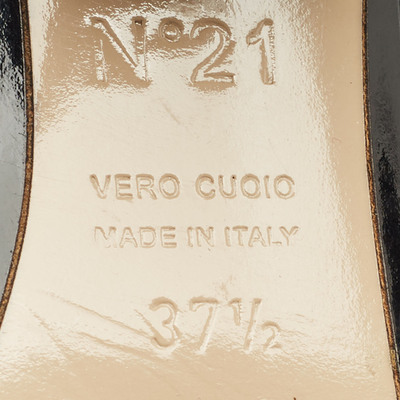 N°21
VERO CUOIO
MADE IN ITALY
37½